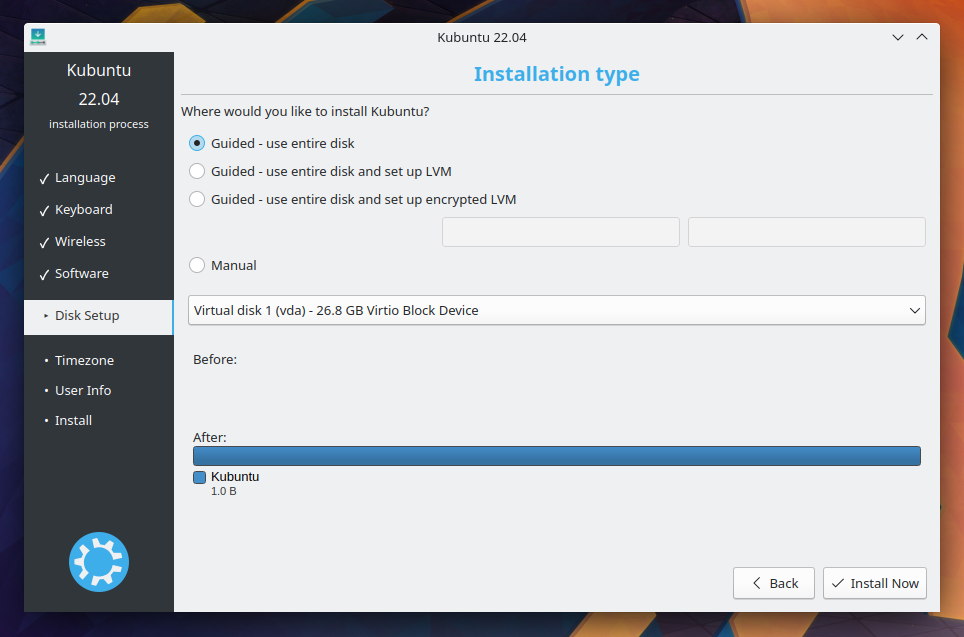 Kubuntu 22.04
Kubuntu
22.04
installation process
Language
Keyboard
Wireless
Software
Disk Setup
Timezone
User Info
Install
Installation type
Where would you like to install Kubuntu?
Guided - use entire disk
Guided - use entire disk and set up LVM
Guided - use entire disk and set up encrypted LVM
Manual
Virtual disk 1 (vda) - 26.8 GB Virtio Block Device
Before:
After:
Kubuntu
1.0 B
Back
Install Now